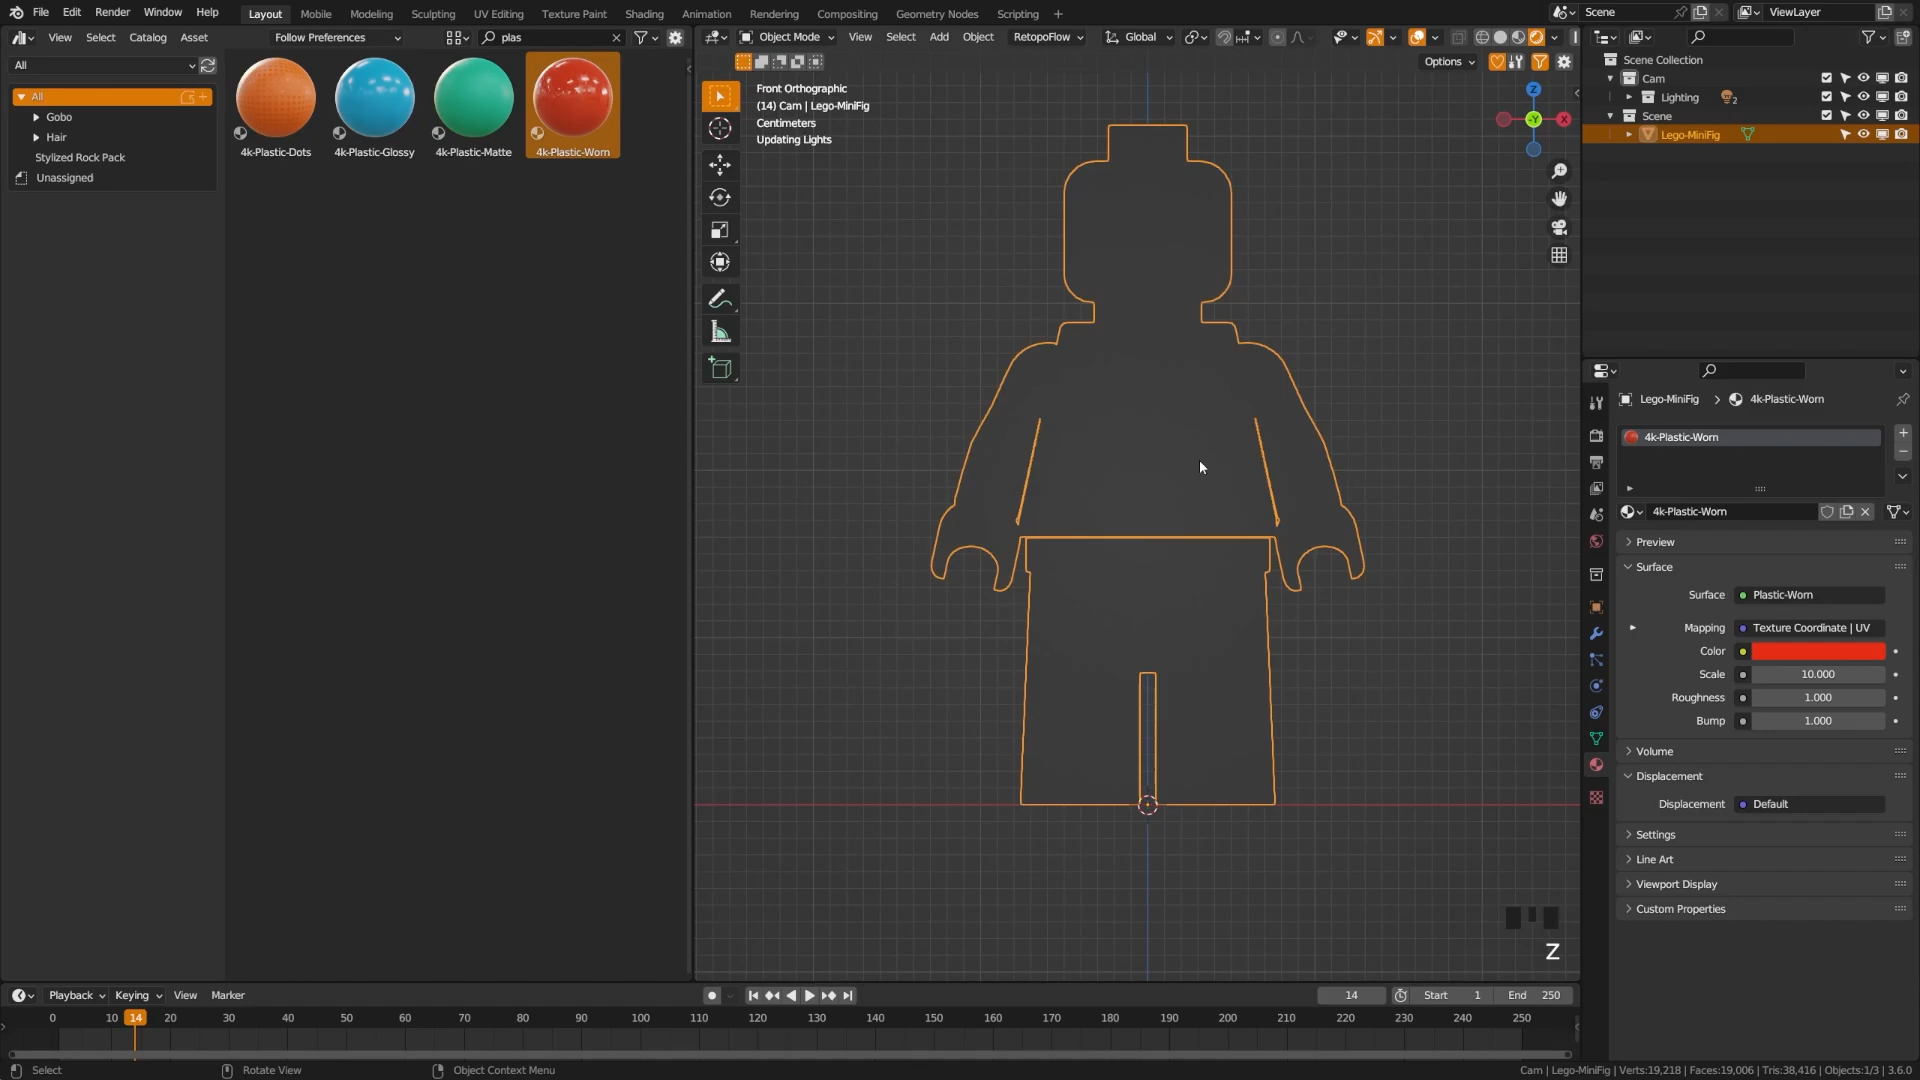 File Edit Render Window Help Layout Mobile Modeling Sculpting UV Editing Texture Paint Shading Animation Rendering Compositing Geometry Nodes Scripting + Scene ViewLayer
View Select Catalog Asset Follow Preferences plas
Object Mode View Select Add Object RetopoFlow Global
Options
All
All
Gobo
Hair
Stylized Rock Pack
Unassigned
4k-Plastic-Dots 4k-Plastic-Glossy 4k-Plastic-Matte 4k-Plastic-Worn
Front Orthographic
(14) Cam | Lego-MiniFig
Centimeters
Updating Lights
Z
Y
X
Z
Scene Collection
Cam
Lighting 2
Scene
Lego-MiniFig
Lego-MiniFig 4k-Plastic-Worn
4k-Plastic-Worn
4k-Plastic-Worn
Preview
Surface
Surface Plastic-Worn
Mapping Texture Coordinate | UV
Color
Scale 10.000
Roughness 1.000
Bump 1.000
Volume
Displacement
Displacement Default
Settings
Line Art
Viewport Display
Custom Properties
Playback Keying View Marker 14 Start 1 End 250
0 10 14 20 30 40 50 60 70 80 90 100 110 120 130 140 150 160 170 180 190 200 210 220 230 240 250
Select Rotate View Object Context Menu Cam | Lego-MiniFig | Verts:19,218 | Faces:19,006 | Tris:38,416 | Objects:1/3 | 3.6.0